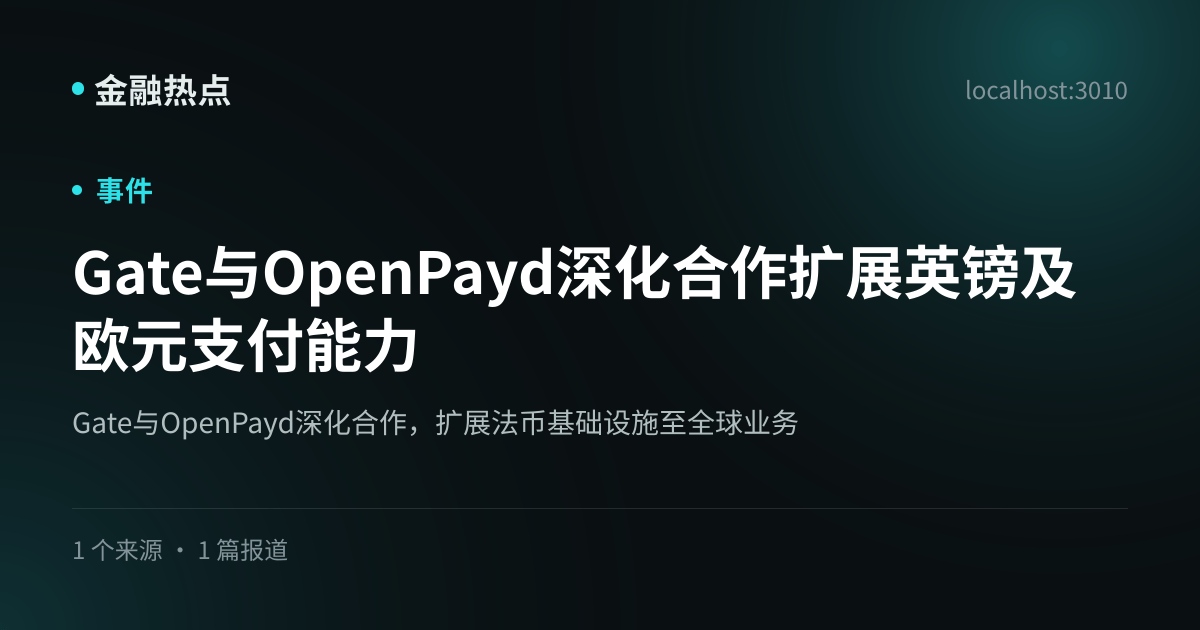 金融热点
localhost:3010
事件
Gate与OpenPayd深化合作扩展英镑及
欧元支付能力
Gate与OpenPayd深化合作，扩展法币基础设施至全球业务
1 个来源 · 1 篇报道